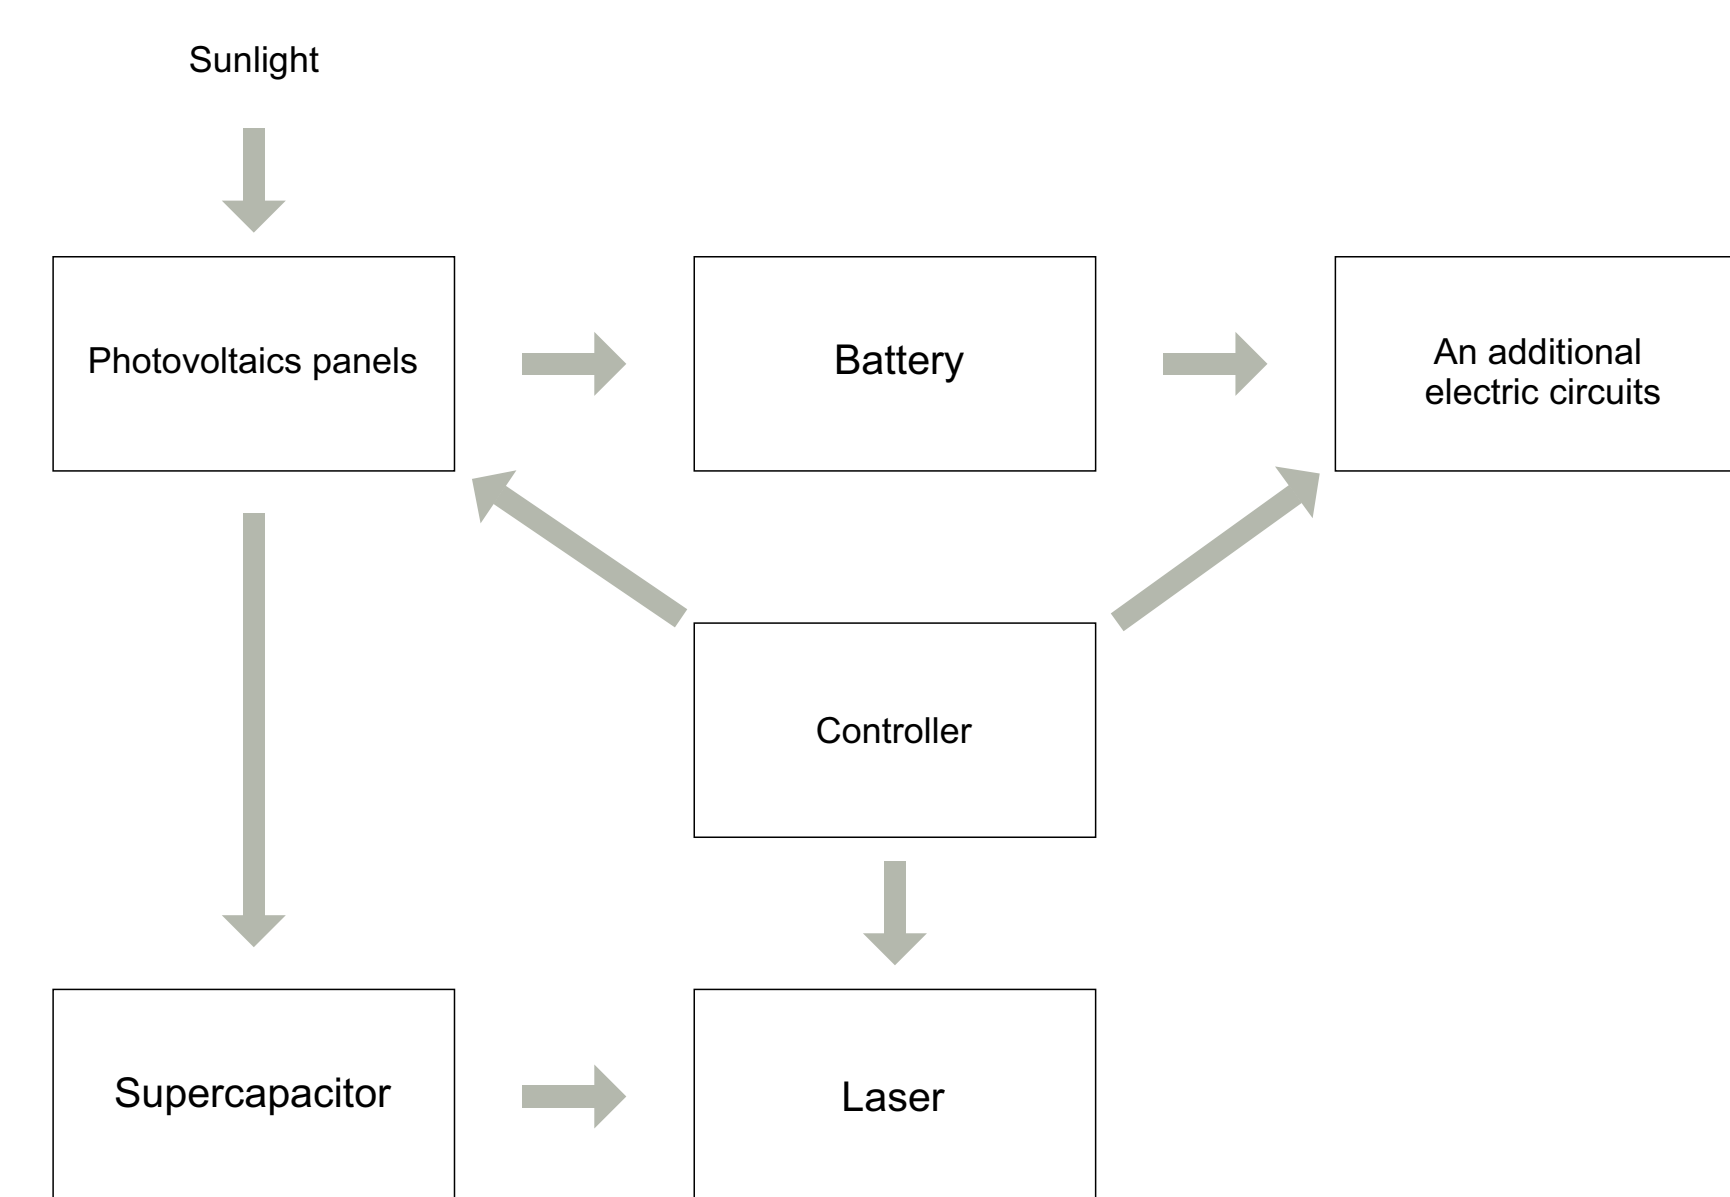 Sunlight
Photovoltaics panels
Battery
An additional
electric circuits
Controller
Supercapacitor
Laser